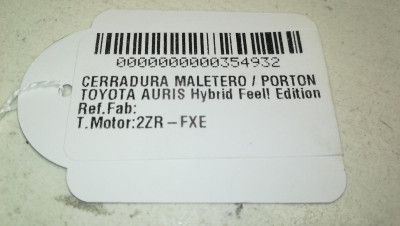 0000000000354932
CERRADURA MALETERO / PORTON
TOYOTA AURIS Hybrid Feel! Edition
Ref.Fab:
T.Motor:2ZR-FXE